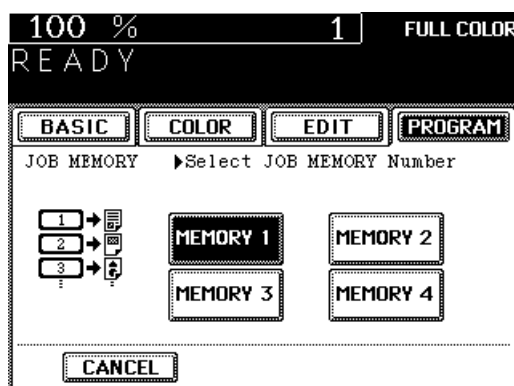 100 % 1 FULL COLOR
READY
BASIC COLOR EDIT PROGRAM
JOB MEMORY ▶Select JOB MEMORY Number
1
2
3
MEMORY 1 MEMORY 2
MEMORY 3 MEMORY 4
CANCEL